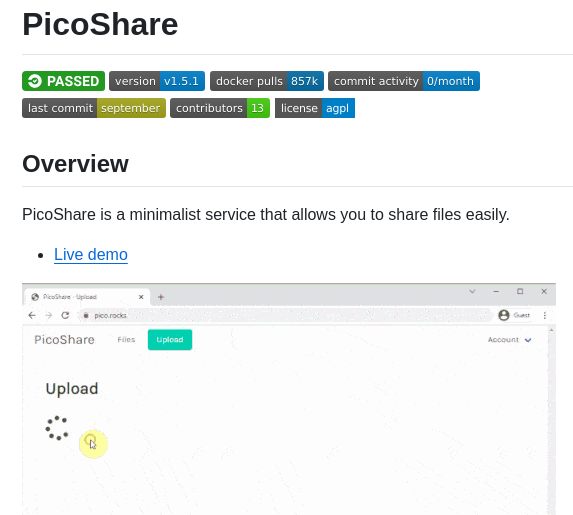 PicoShare
PASSED version v1.5.1 docker pulls 857k commit activity 0/month
last commit september contributors 13 license agpl
Overview
PicoShare is a minimalist service that allows you to share files easily.
Live demo
PicoShare - Upload
pico.rocks Guest
PicoShare Files Upload Account
Upload